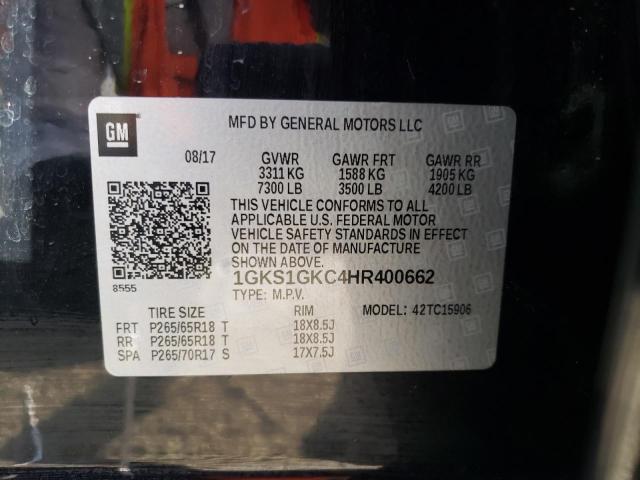 GM
MFD BY GENERAL MOTORS LLC
08/17 GVWR GAWR FRT GAWR RR
3311 KG 1588 KG 1905 KG
7300 LB 3500 LB 4200 LB
THIS VEHICLE CONFORMS TO ALL
APPLICABLE U.S. FEDERAL MOTOR
VEHICLE SAFETY STANDARDS IN EFFECT
ON THE DATE OF MANUFACTURE
SHOWN ABOVE.
1GKS1GKC4HR400662
8555
TYPE: M.P.V.
TIRE SIZE RIM MODEL: 42TC15906
FRT P265/65R18 T 18X8.5J
RR P265/65R18 T 18X8.5J
SPA P265/70R17 S 17X7.5J